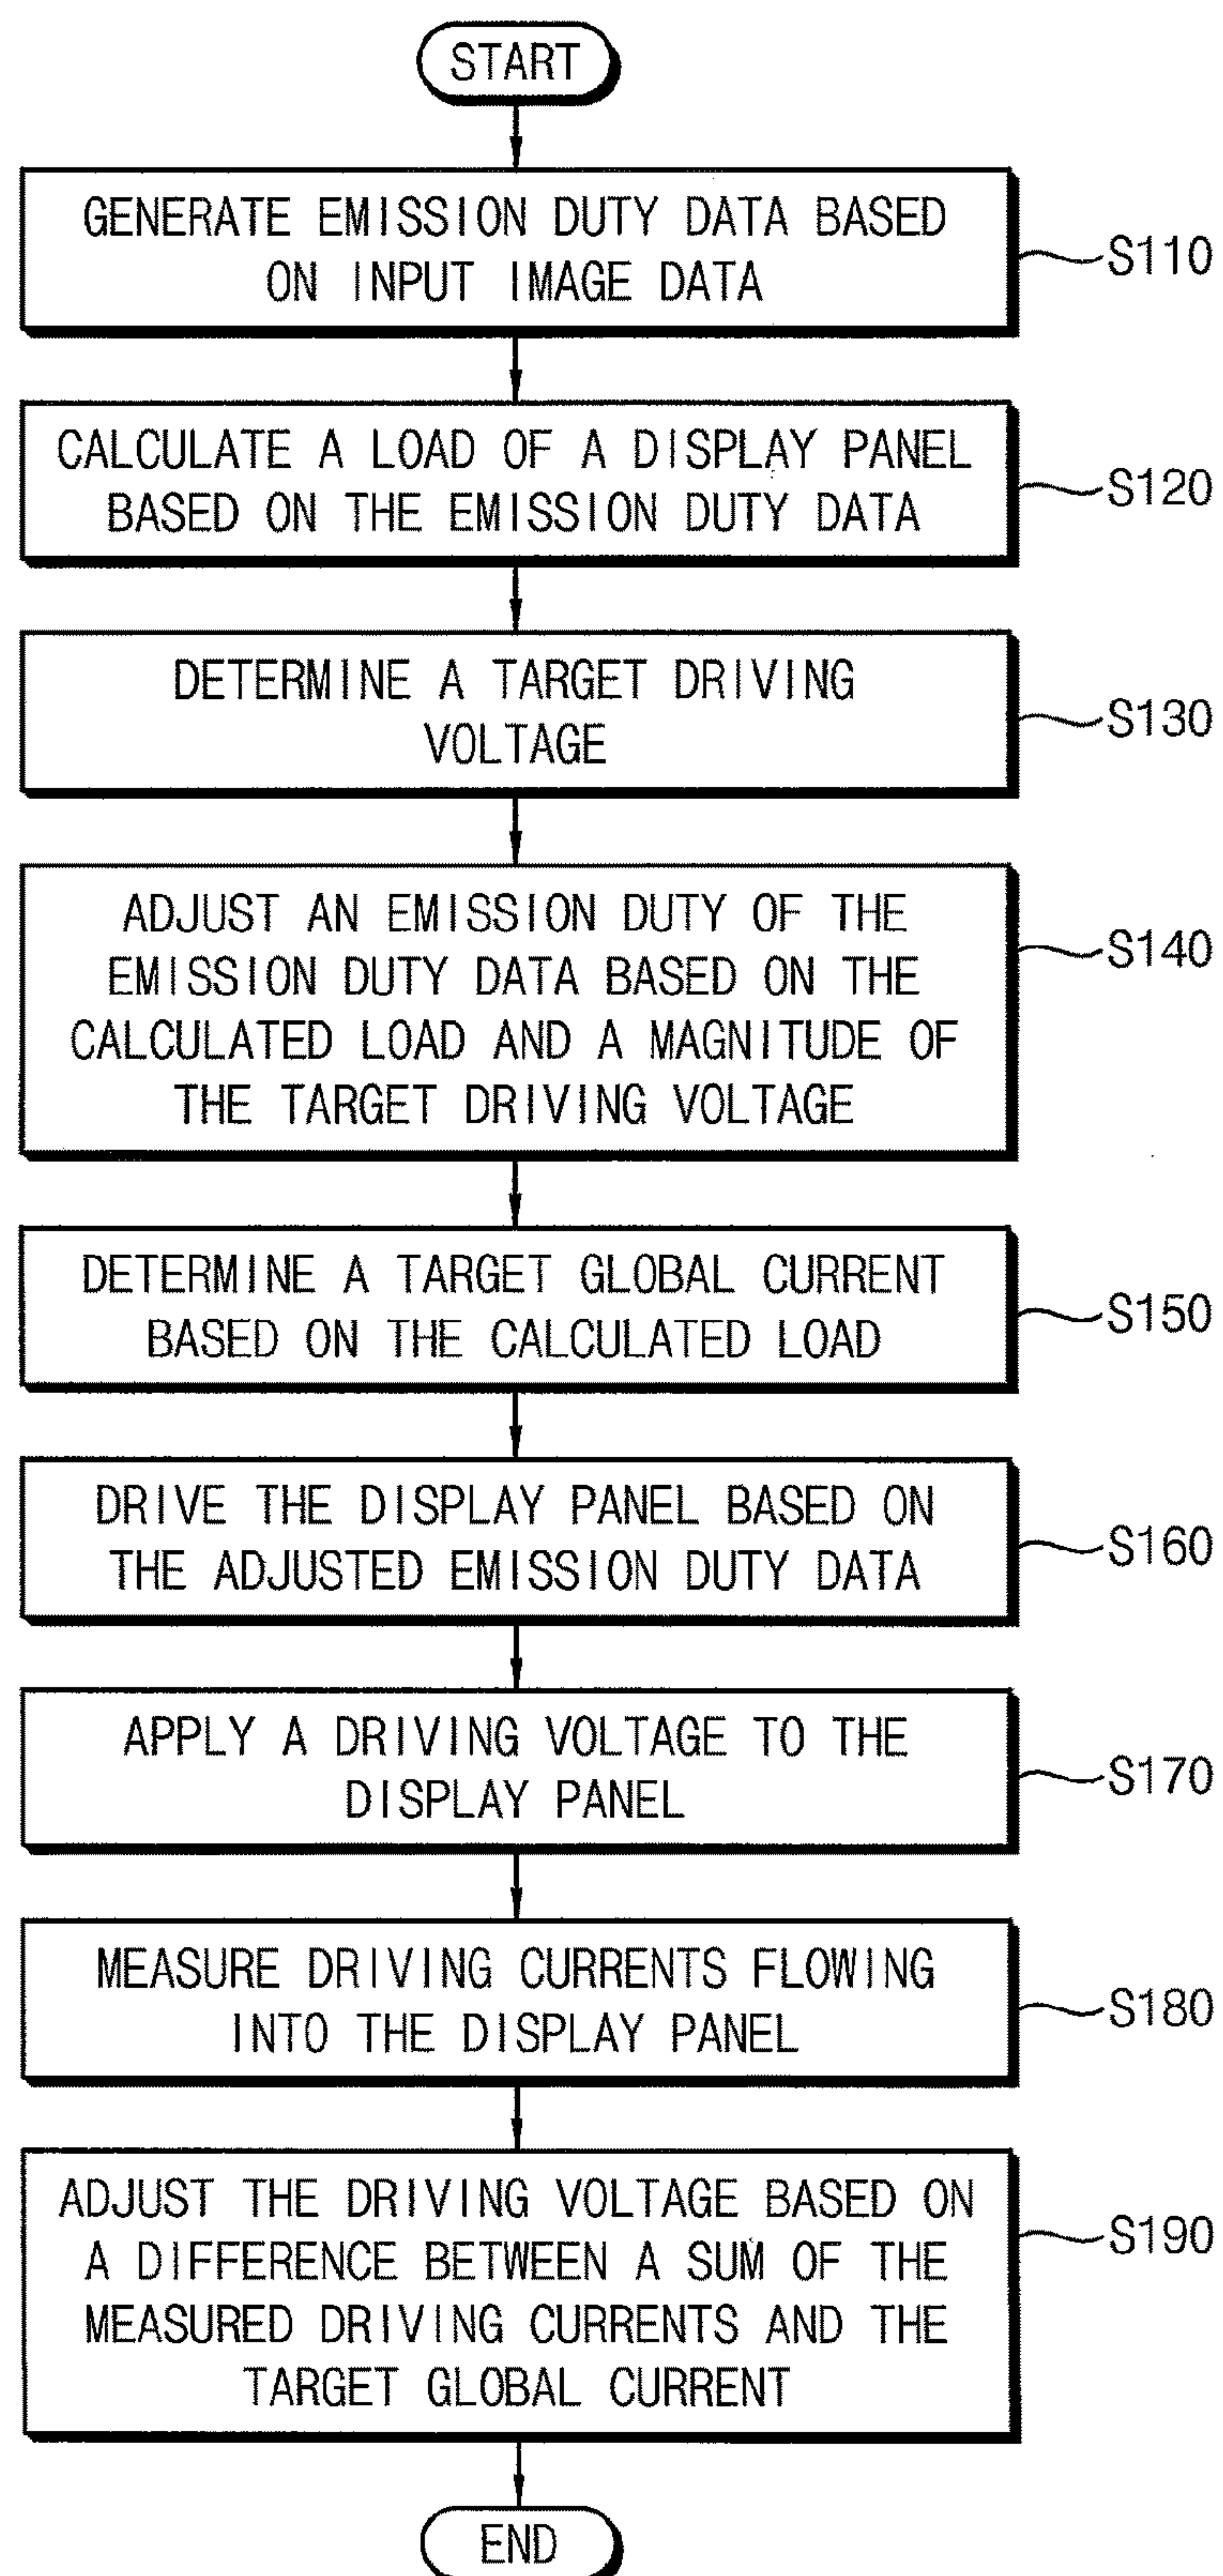 START
GENERATE EMISSION DUTY DATA BASED
ON INPUT IMAGE DATA
S110
CALCULATE A LOAD OF A DISPLAY PANEL
BASED ON THE EMISSION DUTY DATA
S120
DETERMINE A TARGET DRIVING
VOLTAGE
S130
ADJUST AN EMISSION DUTY OF THE
EMISSION DUTY DATA BASED ON THE
CALCULATED LOAD AND A MAGNITUDE OF
THE TARGET DRIVING VOLTAGE
S140
DETERMINE A TARGET GLOBAL CURRENT
BASED ON THE CALCULATED LOAD
S150
DRIVE THE DISPLAY PANEL BASED ON
THE ADJUSTED EMISSION DUTY DATA
S160
APPLY A DRIVING VOLTAGE TO THE
DISPLAY PANEL
S170
MEASURE DRIVING CURRENTS FLOWING
INTO THE DISPLAY PANEL
S180
ADJUST THE DRIVING VOLTAGE BASED ON
A DIFFERENCE BETWEEN A SUM OF THE
MEASURED DRIVING CURRENTS AND THE
TARGET GLOBAL CURRENT
S190
END